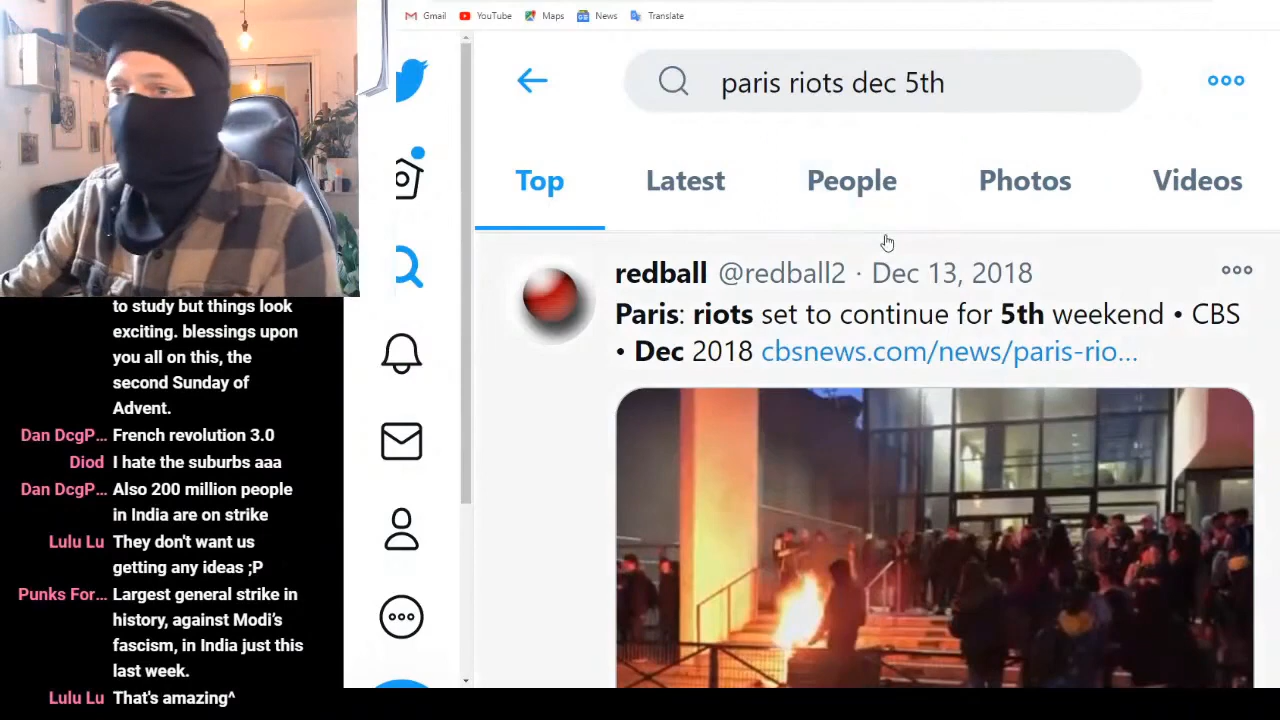 Gmail YouTube Maps News Translate
paris riots dec 5th
Top Latest People Photos Videos
redball @redball2 · Dec 13, 2018
Paris: riots set to continue for 5th weekend • CBS
• Dec 2018 cbsnews.com/news/paris-rio...
to study but things look
exciting. blessings upon
you all on this, the
second Sunday of
Advent.
Dan DcgP... French revolution 3.0
Diod I hate the suburbs aaa
Dan DcgP... Also 200 million people
in India are on strike
Lulu Lu They don't want us
getting any ideas ;P
Punks For... Largest general strike in
history, against Modi's
fascism, in India just this
last week.
Lulu Lu That's amazing^